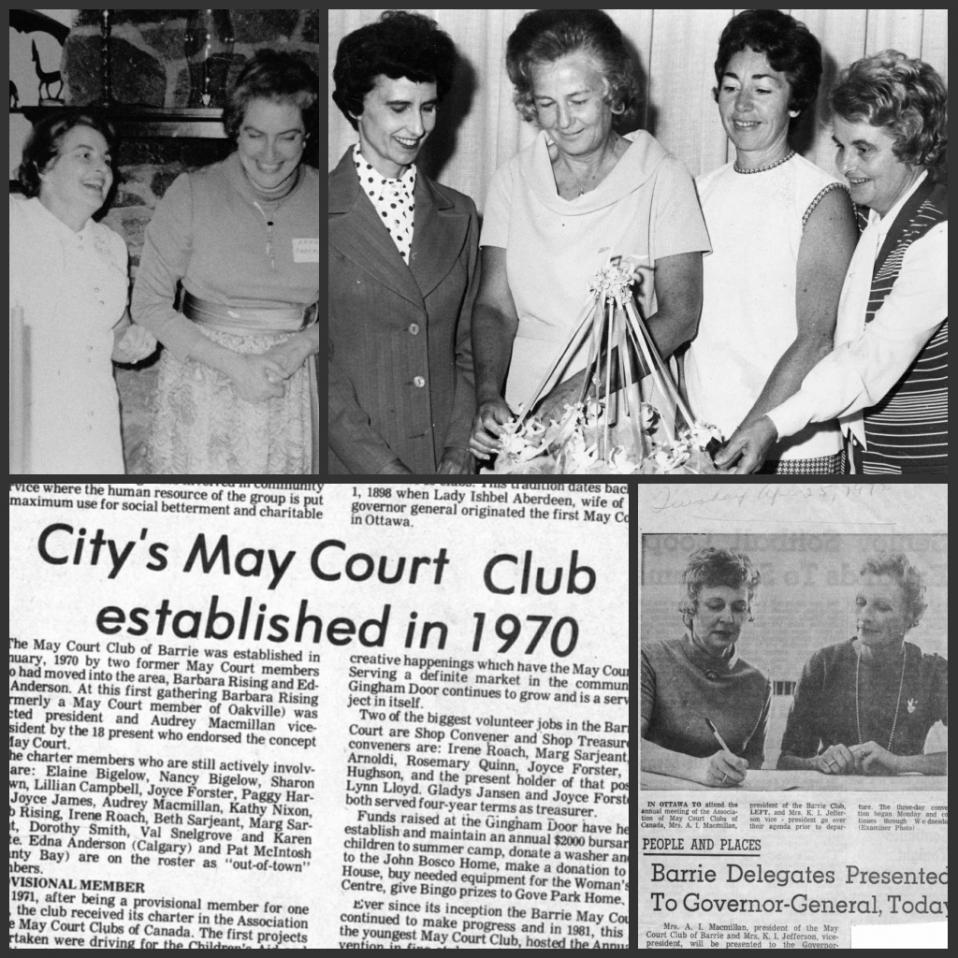 rvice where the human resource of the group is put
maximum use for social betterment and charitable
This tradition dates back
1, 1898 when Lady Ishbel Aberdeen, wife of
governor general originated the first May Co
in Ottawa.
City's May Court Club
established in 1970
The May Court Club of Barrie was established in
nuary, 1970 by two former May Court members
o had moved into the area, Barbara Rising and Ed-
Anderson. At this first gathering Barbara Rising
rmerly a May Court member of Oakville) was
cted president and Audrey Macmillan vice-
sident by the 18 present who endorsed the concept
May Court.
he charter members who are still actively involv-
are: Elaine Bigelow, Nancy Bigelow, Sharon
wn, Lillian Campbell, Joyce Forster, Paggy Har-
Joyce James, Audrey Macmillan, Kathy Nixon,
b Rising, Irene Roach, Beth Sarjeant, Marg Sar-
t, Dorothy Smith, Val Snelgrove and Karen
te. Edna Anderson (Calgary) and Pat McIntosh
nty Bay) are on the roster as "out-of-town"
mbers.
VISIONAL MEMBER
1971, after being a provisional member for one
, the club received its charter in the Association
e May Court Clubs of Canada. The first projects
rtaken were driving for the Children's Aid and
creative happenings which have the May Cour
Serving a definite market in the commun
Gingham Door continues to grow and is a serv
ject in itself.
Two of the biggest volunteer jobs in the Barr
Court are Shop Convener and Shop Treasure
conveners are: Irene Roach, Marg Sarjeant,
Arnoldi, Rosemary Quinn, Joyce Forster,
Hughson, and the present holder of that post
Lynn Lloyd. Gladys Jansen and Joyce Forst
both served four-year terms as treasurer.
Funds raised at the Gingham Door have he
establish and maintain an annual $2000 bursar
children to summer camp, donate a washer an
to the John Bosco Home, make a donation to
House, buy needed equipment for the Woman's
Centre, give Bingo prizes to Gove Park Home.
Ever since its inception the Barrie May Cou
continued to make progress and in 1981, this
the youngest May Court Club, hosted the Annu
Tuesday
IN OTTAWA TO attend the
annual meeting of the Associa-
tion of May Court Clubs of
Canada, Mrs. A. I. Macmillan,
president of the Barrie Club,
LEFT, and Mrs. K. I. Jeffer-
son vice - president go over
their agenda prior to depar-
ture. The three-day conve
tion began Monday and co
cludes through Wednesda
(Examiner Photo)
PEOPLE AND PLACES
Barrie Delegates Presented
To Governor-General, Today
Mrs. A. I. Macmillan, president of the May
Court Club of Barrie and Mrs. K. I. Jefferson, vice-
president, will be presented to the Governor-